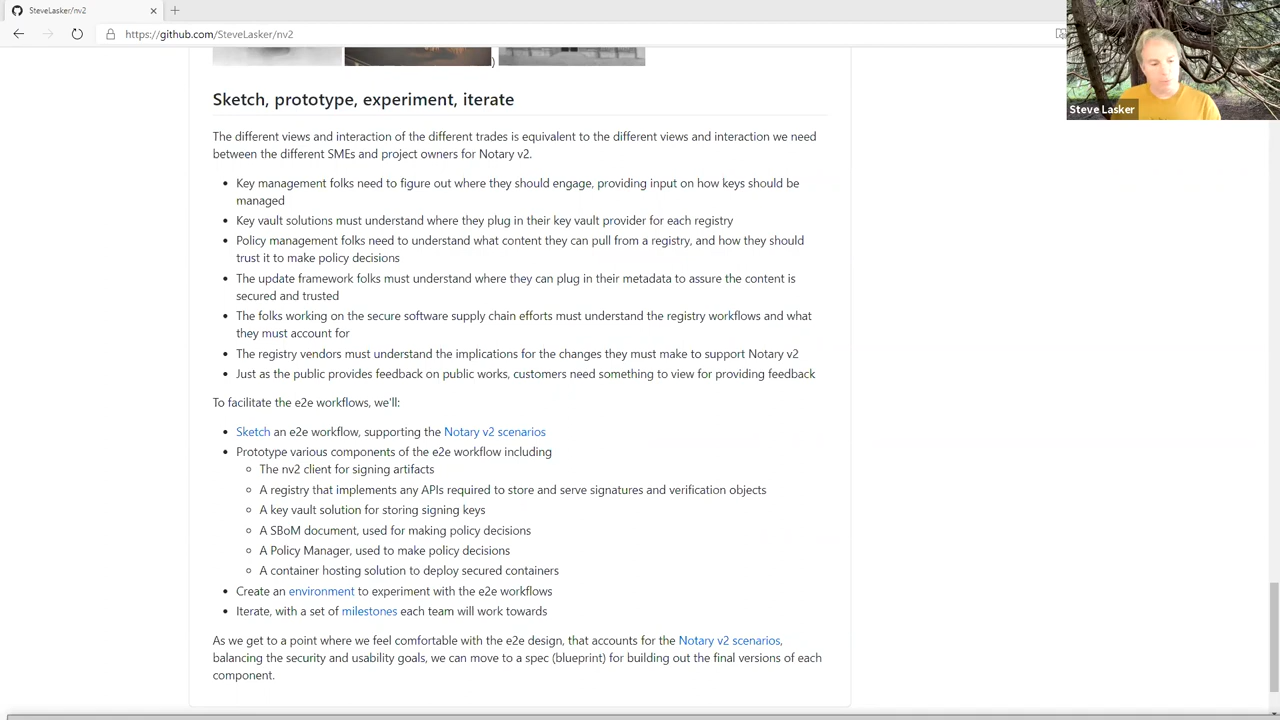 SteveLasker/nv2
https://github.com/SteveLasker/nv2
Steve Lasker
)
Sketch, prototype, experiment, iterate
The different views and interaction of the different trades is equivalent to the different views and interaction we need
between the different SMEs and project owners for Notary v2.
• Key management folks need to figure out where they should engage, providing input on how keys should be
managed
• Key vault solutions must understand where they plug in their key vault provider for each registry
• Policy management folks need to understand what content they can pull from a registry, and how they should
trust it to make policy decisions
• The update framework folks must understand where they can plug in their metadata to assure the content is
secured and trusted
• The folks working on the secure software supply chain efforts must understand the registry workflows and what
they must account for
• The registry vendors must understand the implications for the changes they must make to support Notary v2
• Just as the public provides feedback on public works, customers need something to view for providing feedback
To facilitate the e2e workflows, we'll:
• Sketch an e2e workflow, supporting the Notary v2 scenarios
• Prototype various components of the e2e workflow including
◦ The nv2 client for signing artifacts
◦ A registry that implements any APIs required to store and serve signatures and verification objects
◦ A key vault solution for storing signing keys
◦ A SBoM document, used for making policy decisions
◦ A Policy Manager, used to make policy decisions
◦ A container hosting solution to deploy secured containers
• Create an environment to experiment with the e2e workflows
• Iterate, with a set of milestones each team will work towards
As we get to a point where we feel comfortable with the e2e design, that accounts for the Notary v2 scenarios,
balancing the security and usability goals, we can move to a spec (blueprint) for building out the final versions of each
component.